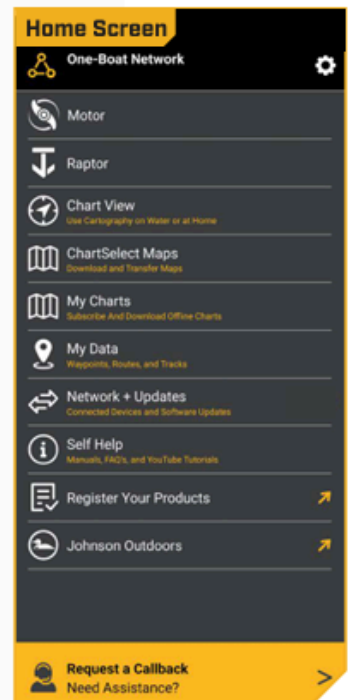 Home Screen
One-Boat Network
Motor
Raptor
Chart View
Use Cartography on Water or at Home
ChartSelect Maps
Download and Transfer Maps
My Charts
Subscribe And Download Offline Charts
My Data
Waypoints, Routes, and Tracks
Network + Updates
Connected Devices and Software Updates
Self Help
Manuals, FAQ's, and YouTube Tutorials
Register Your Products
Johnson Outdoors
Request a Callback
Need Assistance?